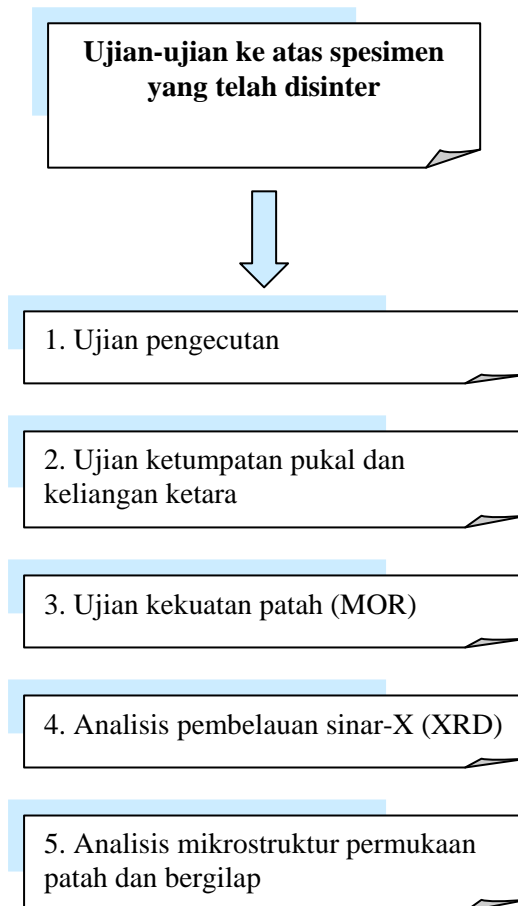 Ujian-ujian ke atas spesimen
yang telah disinter
1. Ujian pengecutan
2. Ujian ketumpatan pukal dan
keliangan ketara
3. Ujian kekuatan patah (MOR)
4. Analisis pembelauan sinar-X (XRD)
5. Analisis mikrostruktur permukaan
patah dan bergilap